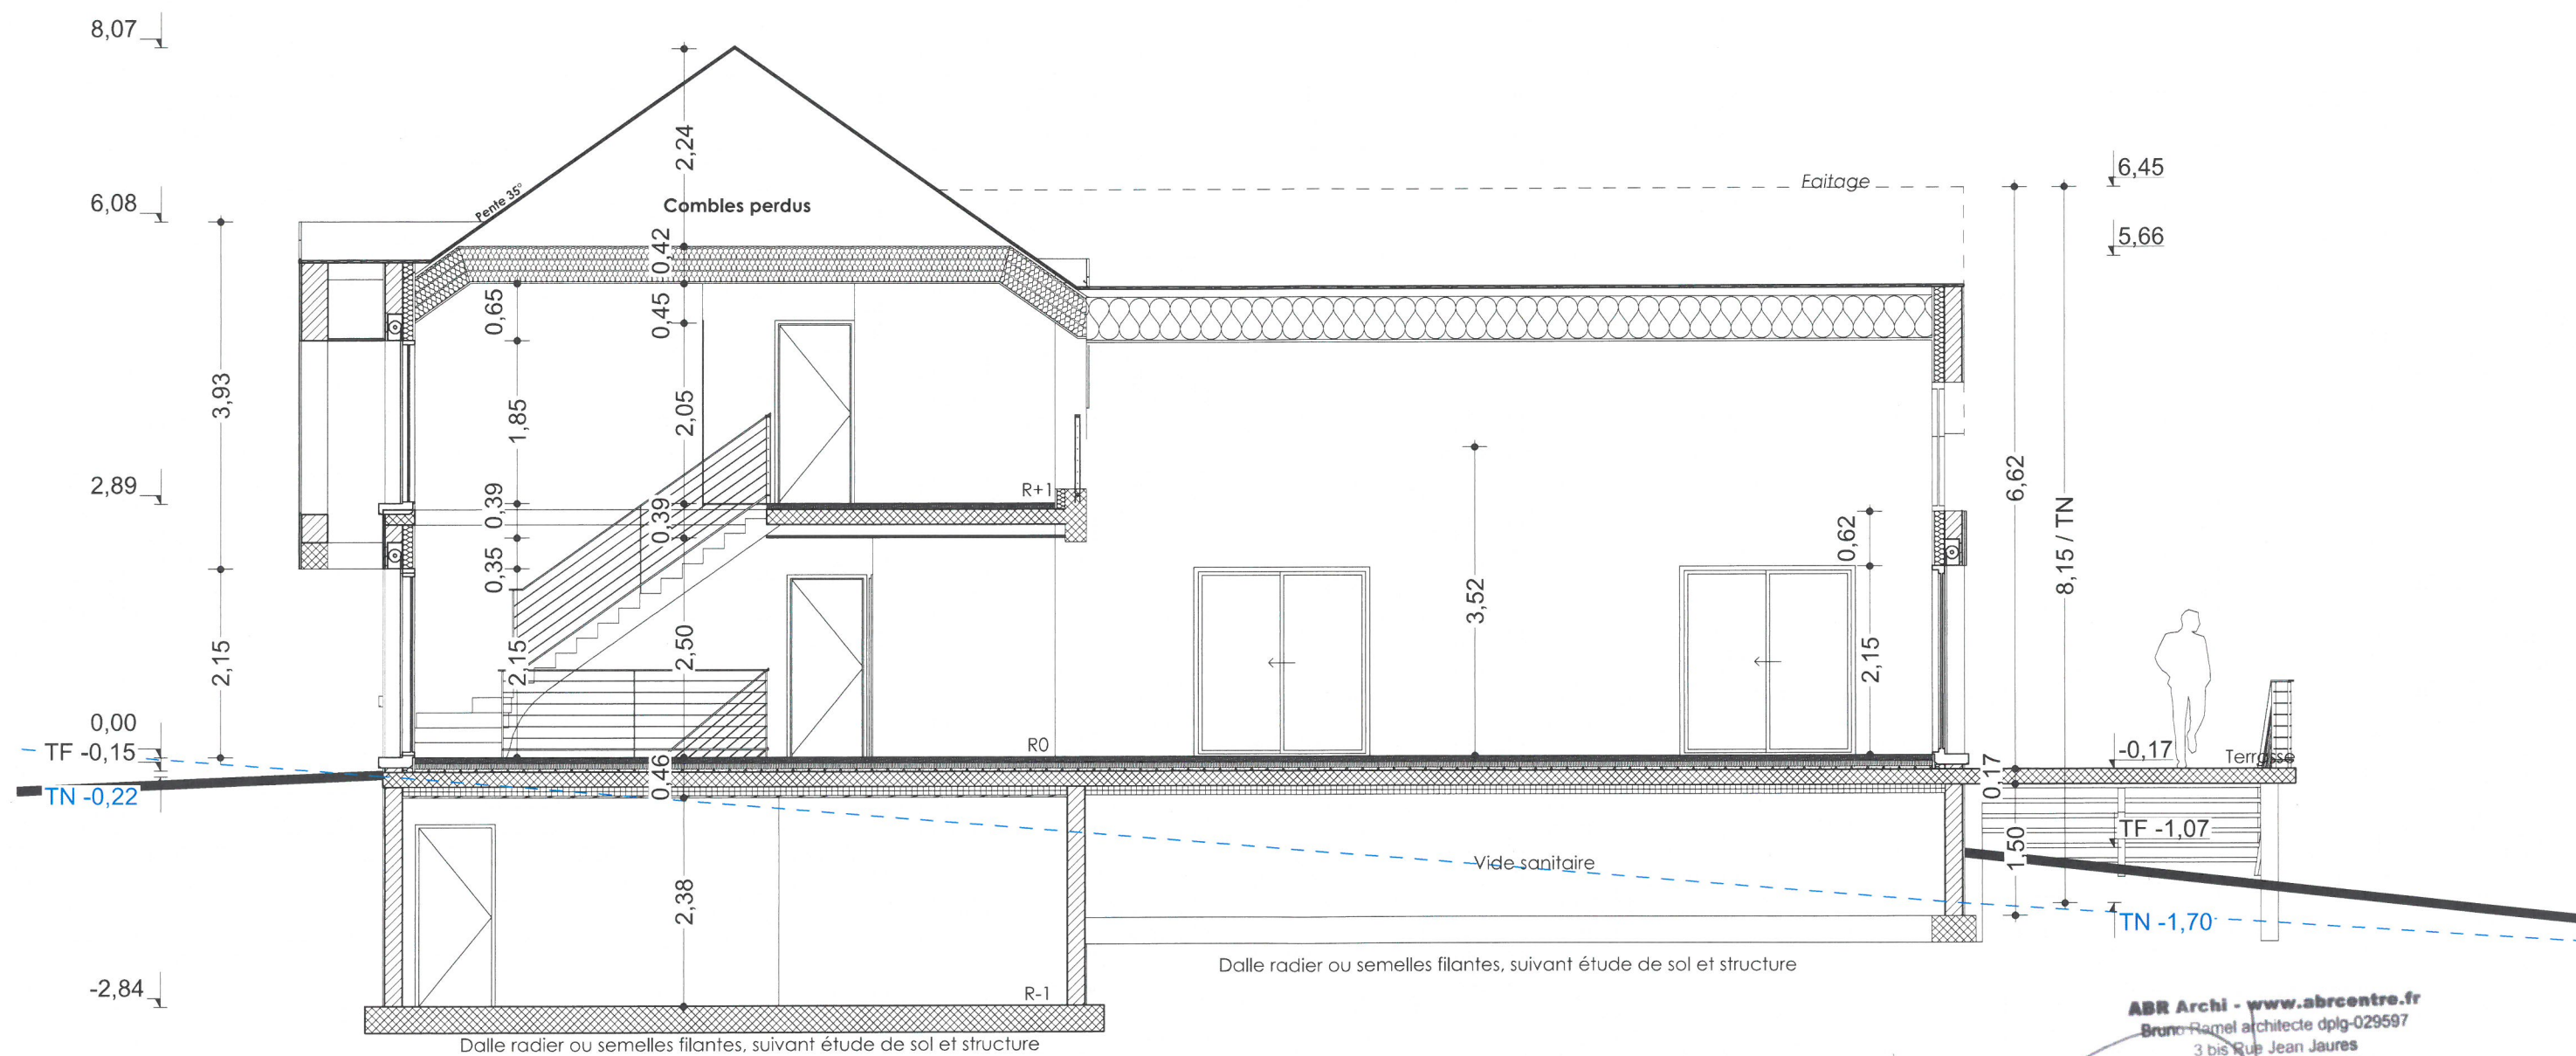 8,07
6,08
2,89
0,00
TF -0,15
TN -0,22
-2,84
3,93
2,15
Pente 35°
Combles perdus
2,24
0,42
0,45
2,05
0,39
2,50
0,46
2,38
0,65
1,85
0,39
0,35
2,15
R+1
R0
R-1
3,52
0,62
2,15
Faitage
6,45
5,66
6,62
8,15 / TN
0,17
1,50
-0,17
Terrasse
TF -1,07
TN -1,70
Vide sanitaire
Dalle radier ou semelles filantes, suivant étude de sol et structure
Dalle radier ou semelles filantes, suivant étude de sol et structure
ABR Archi - www.abrcentre.fr
Bruno Ramel architecte dplg-029597
3 bis Rue Jean Jaures